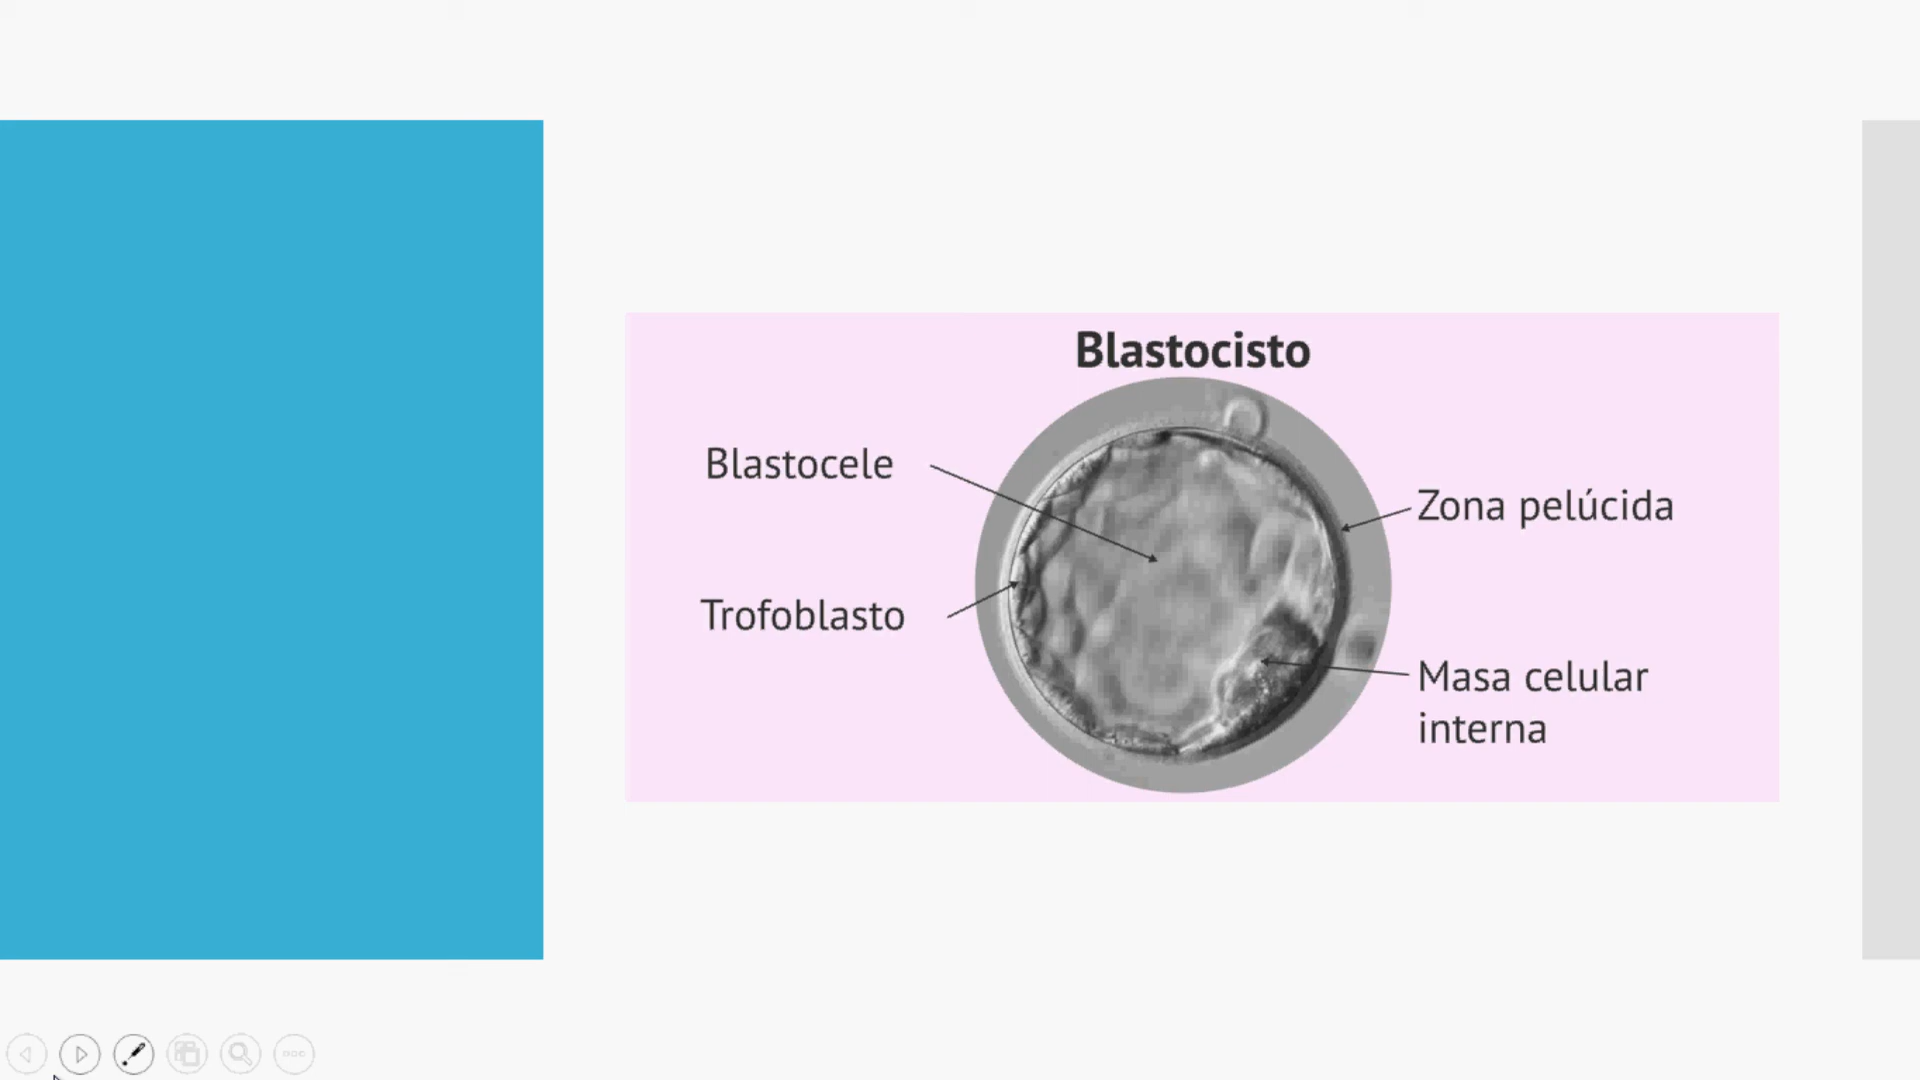 Blastocisto
Blastocele
Zona pelúcida
Trofoblasto
Masa celular
interna